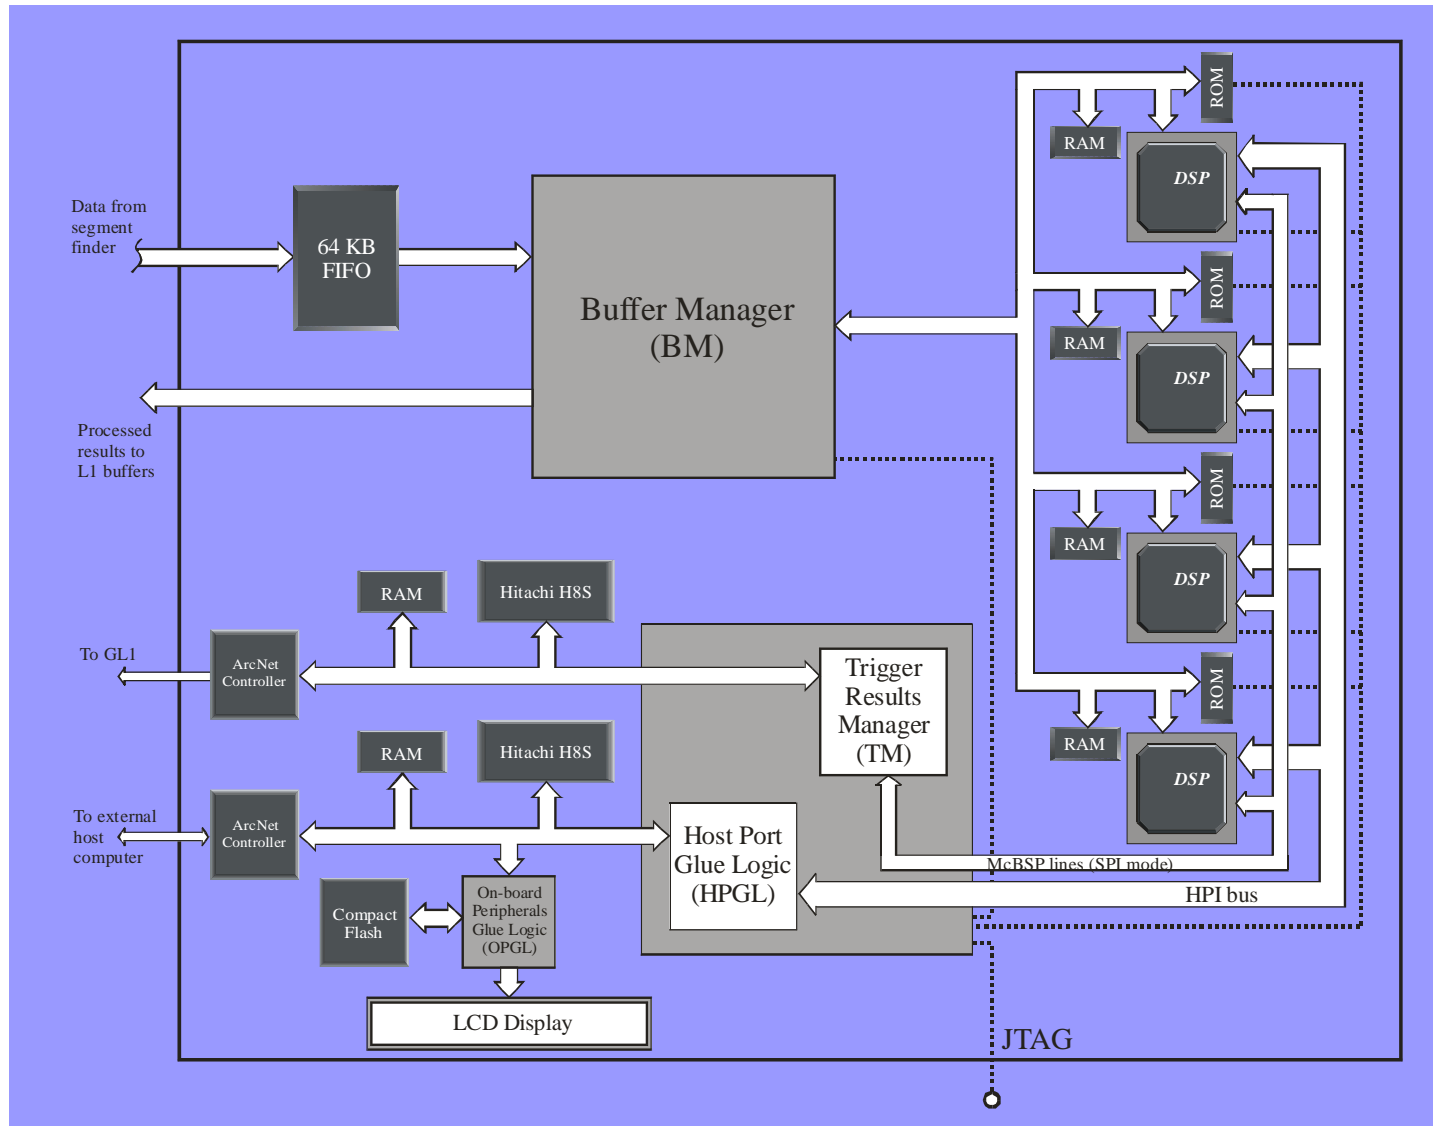 ROM
RAM
DSP
Data from
segment
finder
64 KB
FIFO
Buffer Manager
(BM)
ROM
RAM
DSP
Processed
results to
L1 buffers
ROM
RAM
DSP
RAM
Hitachi H8S
To GL1
ArcNet
Controller
Trigger
Results
Manager
(TM)
ROM
RAM
DSP
RAM
Hitachi H8S
To external
host
computer
ArcNet
Controller
Host Port
Glue Logic
(HPGL)
McBSP lines (SPI mode)
HPI bus
Compact
Flash
On-board
Peripherals
Glue Logic
(OPGL)
LCD Display
JTAG